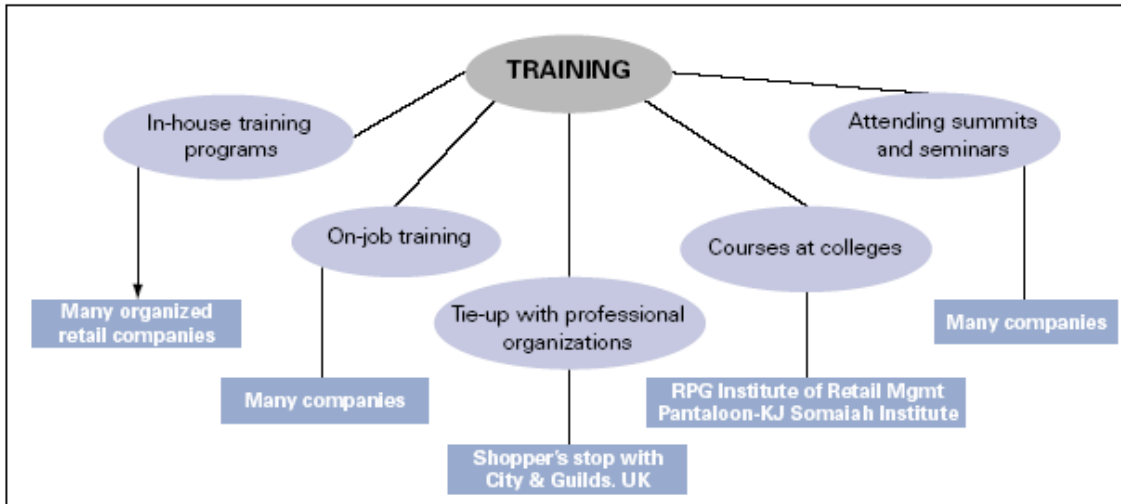 TRAINING
In-house training
programs
Attending summits
and seminars
On-job training
Courses at colleges
Many organized
retail companies
Tie-up with professional
organizations
Many companies
Many companies
RPG Institute of Retail Mgmt
Pantaloon-KJ Somaiah Institute
Shopper's stop with
City & Guilds. UK